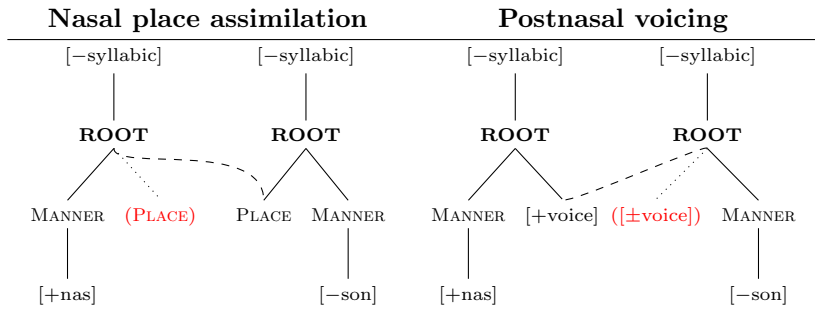 Nasal place assimilation Postnasal voicing
[−syllabic] [−syllabic] [−syllabic] [−syllabic]
ROOT ROOT ROOT ROOT
MANNER (PLACE) PLACE MANNER MANNER [+voice] ([±voice]) MANNER
[+nas] [−son] [+nas] [−son]